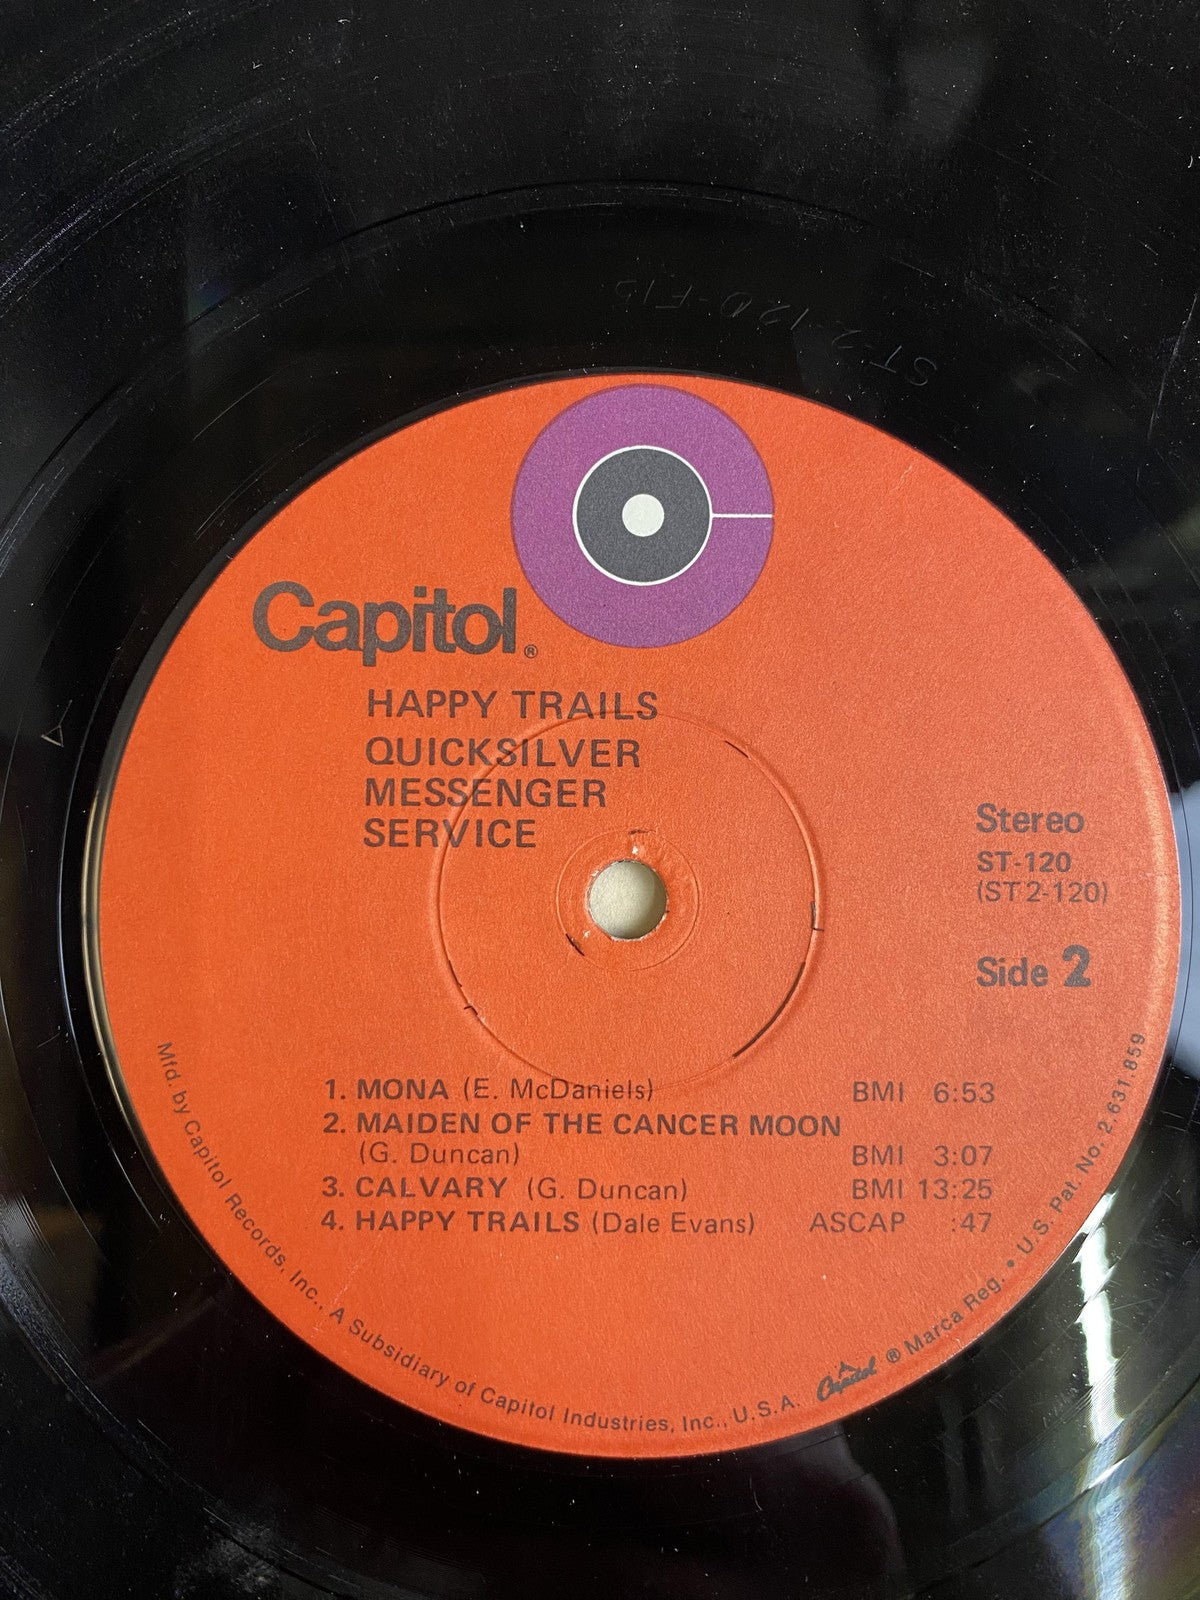 ST-2-120-F13
Capitol®
HAPPY TRAILS
QUICKSILVER
MESSENGER
SERVICE
Stereo
ST-120
(ST2-120)
Side 2
1. MONA (E. McDaniels) BMI 6:53
2. MAIDEN OF THE CANCER MOON
(G. Duncan) BMI 3:07
3. CALVARY (G. Duncan) BMI 13:25
4. HAPPY TRAILS (Dale Evans) ASCAP :47
Mfd. by Capitol Records, Inc., A Subsidiary of Capitol Industries, Inc., U.S.A. Capitol ® Marca Reg. • U.S. Pat. No. 2,631,859